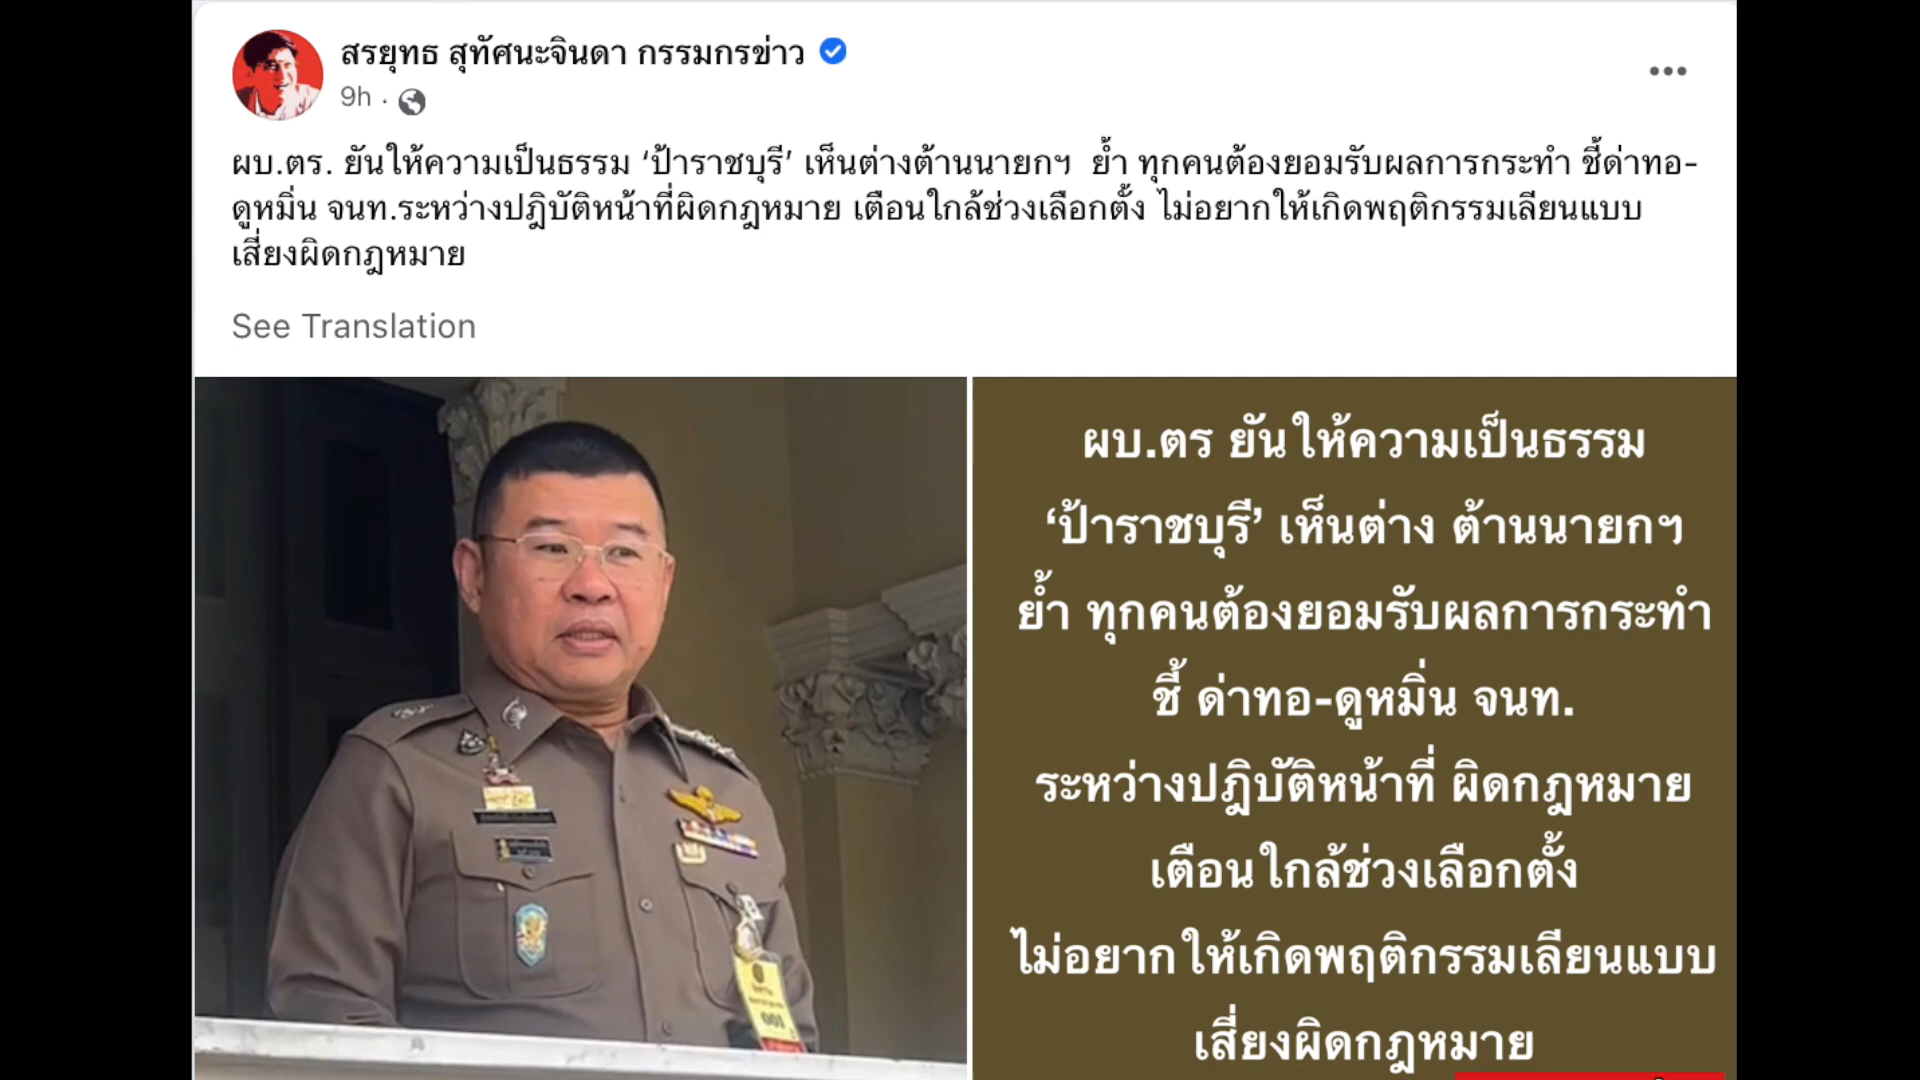 สรยุทธ สุทัศนะจินดา กรรมกรข่าว
9h ·
ผบ.ตร. ยันให้ความเป็นธรรม ‘ป้าราชบุรี’ เห็นต่างต้านนายกฯ ย้ำ ทุกคนต้องยอมรับผลการกระทำ ชี้ด่าทอ-
ดูหมิ่น จนท.ระหว่างปฎิบัติหน้าที่ผิดกฎหมาย เตือนใกล้ช่วงเลือกตั้ง ไม่อยากให้เกิดพฤติกรรมเลียนแบบ
เสี่ยงผิดกฎหมาย
See Translation
ผบ.ตร ยันให้ความเป็นธรรม
‘ป้าราชบุรี’ เห็นต่าง ต้านนายกฯ
ย้ำ ทุกคนต้องยอมรับผลการกระทำ
ชี้ ด่าทอ-ดูหมิ่น จนท.
ระหว่างปฎิบัติหน้าที่ ผิดกฎหมาย
เตือนใกล้ช่วงเลือกตั้ง
ไม่อยากให้เกิดพฤติกรรมเลียนแบบ
เสี่ยงผิดกฎหมาย
001